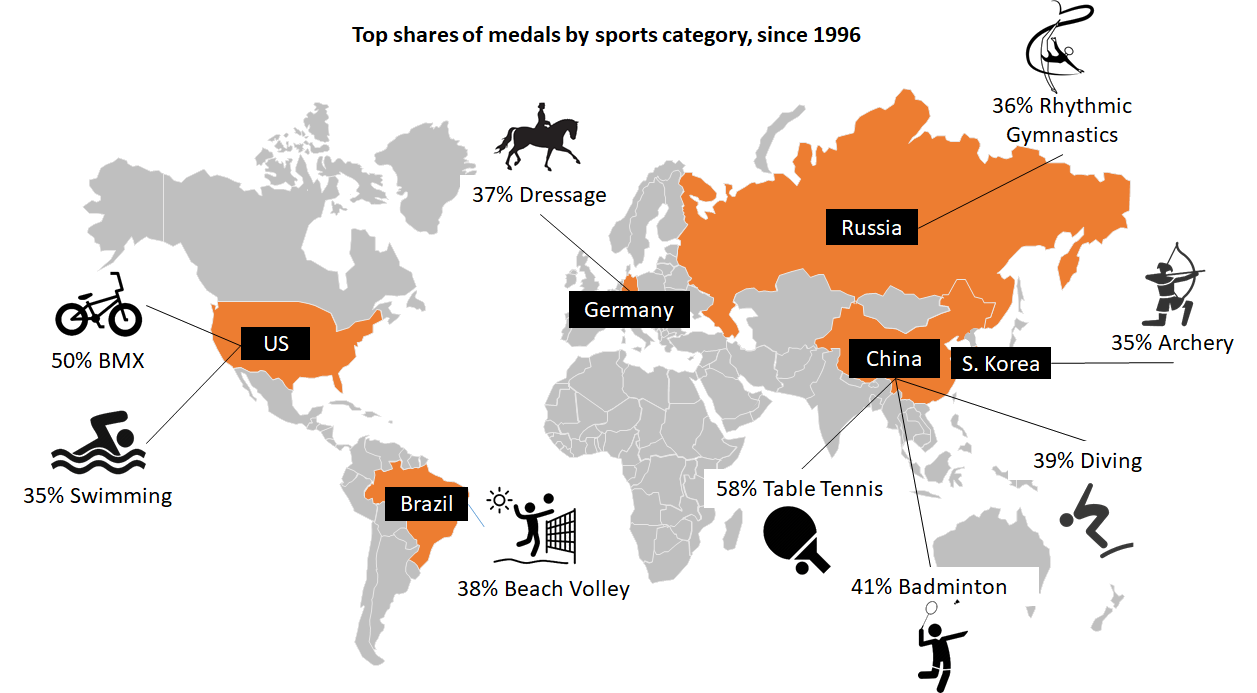 Top shares of medals by sports category, since 1996
36% Rhythmic
Gymnastics
37% Dressage
Russia
Germany
50% BMX
US
35% Archery
China
S. Korea
35% Swimming
Brazil
38% Beach Volley
39% Diving
58% Table Tennis
41% Badminton